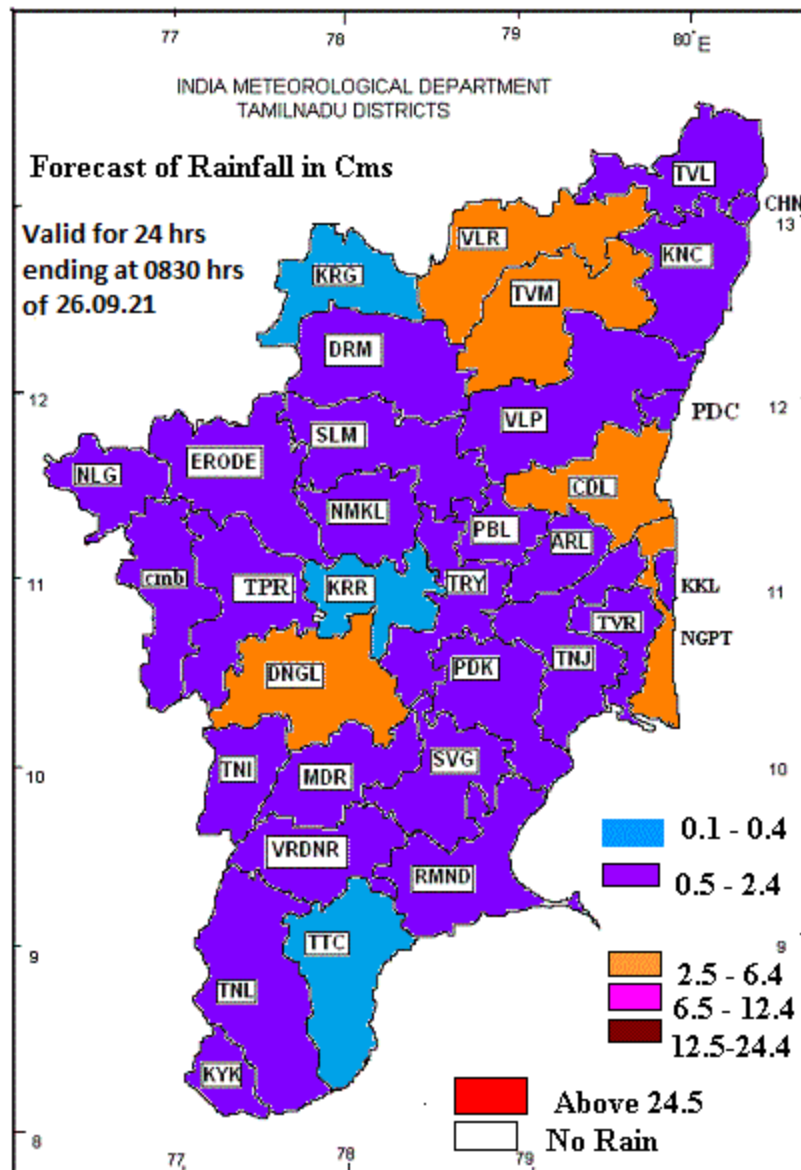 77 78 79 80°E
INDIA METEOROLOGICAL DEPARTMENT
TAMILNADU DISTRICTS
Forecast of Rainfall in Cms
Valid for 24 hrs
ending at 0830 hrs
of 26.09.21
TVL
CHN
13
VLR
KNC
KRG
TVM
DRM
12
12
PDC
VLP
SLM
ERODE
NLG
CDL
NMKL
PBL
ARL
11
cmb
TPR
KRR
TRY
KKL
11
TVR
NGPT
DNGL
PDK
TNJ
10
TNI
MDR
SVG
10
VRDNR
RMND
0.1 - 0.4
0.5 - 2.4
9
TTC
9
TNL
2.5 - 6.4
6.5 - 12.4
12.5-24.4
KYK
Above 24.5
No Rain
8
77 78 79